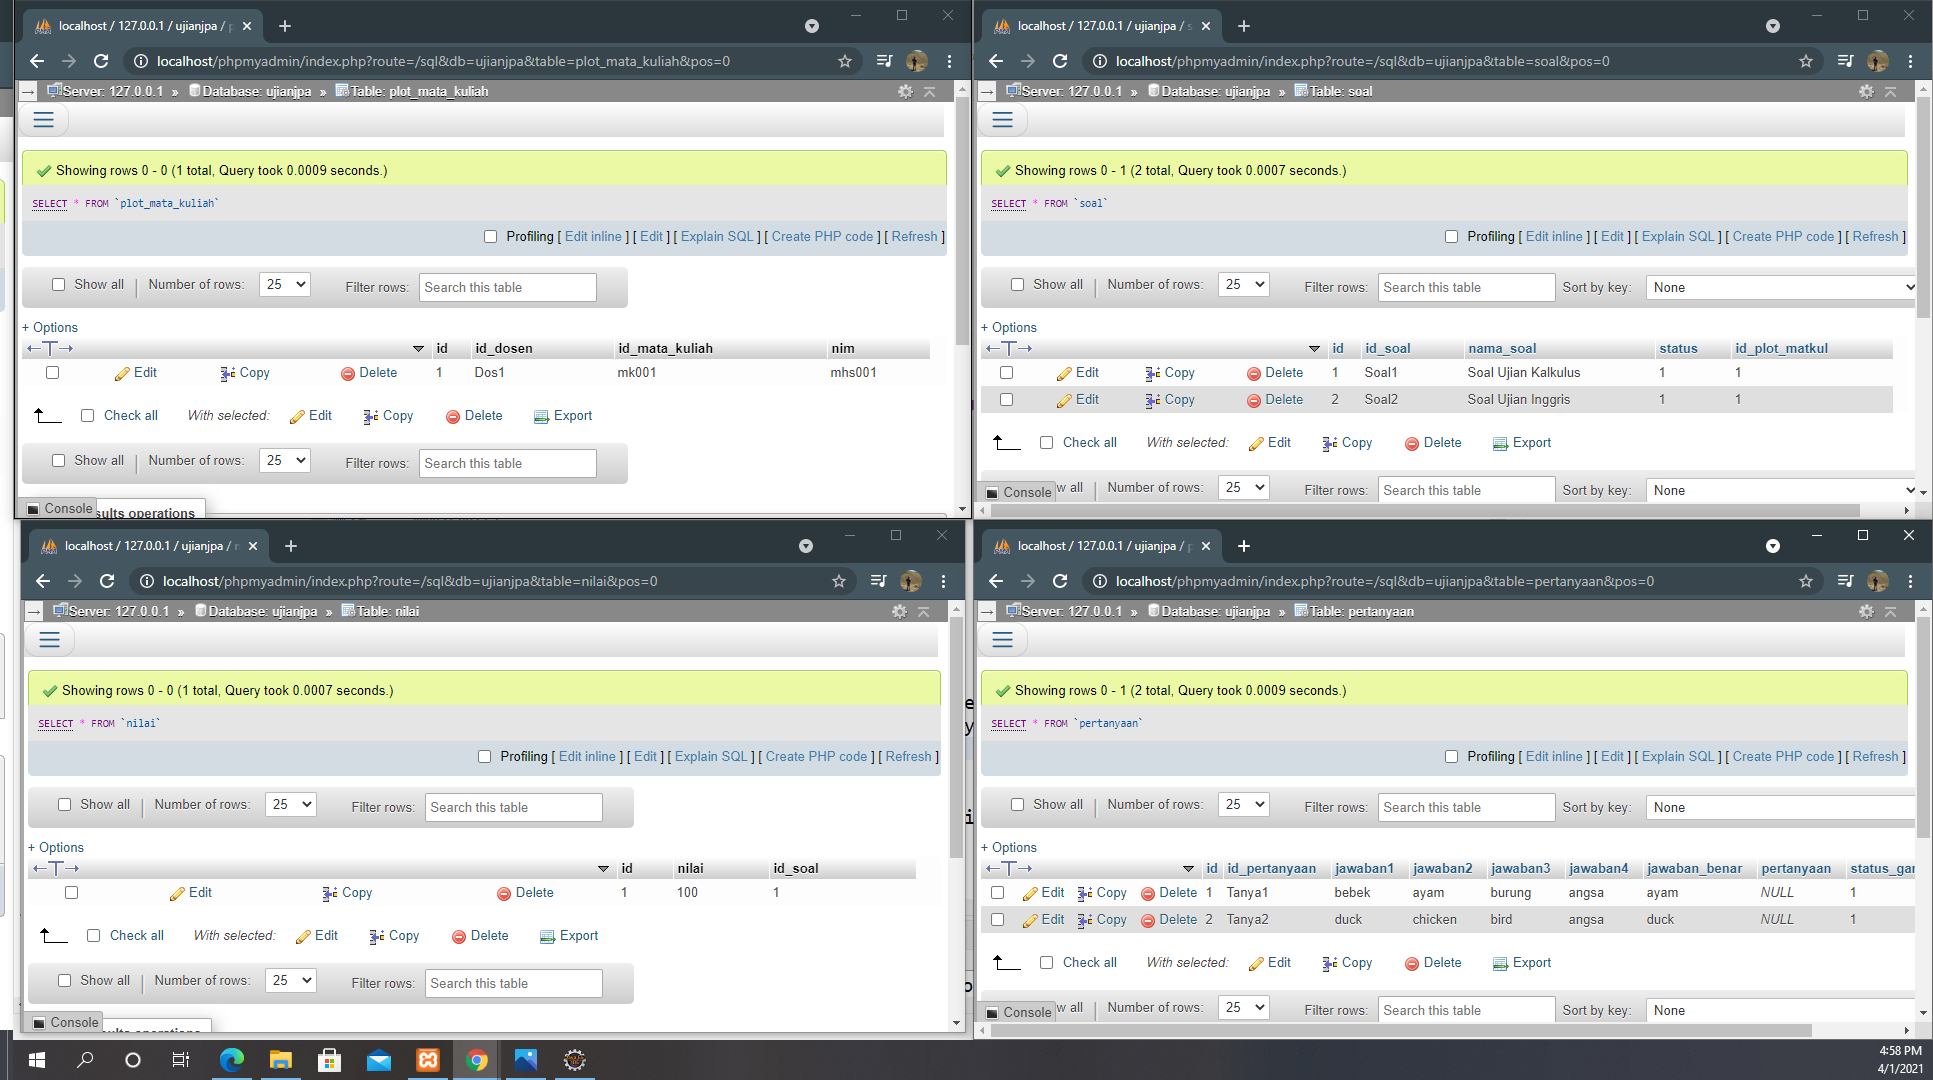 localhost / 127.0.0.1 / ujianjpa / p
localhost/phpmyadmin/index.php?route=/sql&db=ujianjpa&table=plot_mata_kuliah&pos=0
Server: 127.0.0.1 » Database: ujianjpa » Table: plot_mata_kuliah
Showing rows 0 - 0 (1 total, Query took 0.0009 seconds.)
SELECT * FROM `plot_mata_kuliah`
Profiling [ Edit inline ] [ Edit ] [ Explain SQL ] [ Create PHP code ] [ Refresh ]
Show all | Number of rows: 25 Filter rows: Search this table
+ Options
id id_dosen id_mata_kuliah nim
Edit Copy Delete 1 Dos1 mk001 mhs001
Check all With selected: Edit Copy Delete Export
Show all | Number of rows: 25 Filter rows: Search this table
Console sults operations
localhost / 127.0.0.1 / ujianjpa / s
localhost/phpmyadmin/index.php?route=/sql&db=ujianjpa&table=soal&pos=0
Server: 127.0.0.1 » Database: ujianjpa » Table: soal
Showing rows 0 - 1 (2 total, Query took 0.0007 seconds.)
SELECT * FROM `soal`
Profiling [ Edit inline ] [ Edit ] [ Explain SQL ] [ Create PHP code ] [ Refresh ]
Show all | Number of rows: 25 Filter rows: Search this table Sort by key: None
+ Options
id id_soal nama_soal status id_plot_matkul
Edit Copy Delete 1 Soal1 Soal Ujian Kalkulus 1 1
Edit Copy Delete 2 Soal2 Soal Ujian Inggris 1 1
Check all With selected: Edit Copy Delete Export
Console w all | Number of rows: 25 Filter rows: Search this table Sort by key: None
localhost / 127.0.0.1 / ujianjpa / n
localhost/phpmyadmin/index.php?route=/sql&db=ujianjpa&table=nilai&pos=0
Server: 127.0.0.1 » Database: ujianjpa » Table: nilai
Showing rows 0 - 0 (1 total, Query took 0.0007 seconds.)
SELECT * FROM `nilai`
Profiling [ Edit inline ] [ Edit ] [ Explain SQL ] [ Create PHP code ] [ Refresh ]
Show all | Number of rows: 25 Filter rows: Search this table
+ Options
id nilai id_soal
Edit Copy Delete 1 100 1
Check all With selected: Edit Copy Delete Export
Show all | Number of rows: 25 Filter rows: Search this table
Console sults operations
localhost / 127.0.0.1 / ujianjpa / p
localhost/phpmyadmin/index.php?route=/sql&db=ujianjpa&table=pertanyaan&pos=0
Server: 127.0.0.1 » Database: ujianjpa » Table: pertanyaan
Showing rows 0 - 1 (2 total, Query took 0.0009 seconds.)
SELECT * FROM `pertanyaan`
Profiling [ Edit inline ] [ Edit ] [ Explain SQL ] [ Create PHP code ] [ Refresh ]
Show all | Number of rows: 25 Filter rows: Search this table Sort by key: None
+ Options
id id_pertanyaan jawaban1 jawaban2 jawaban3 jawaban4 jawaban_benar pertanyaan status_gar
Edit Copy Delete 1 Tanya1 bebek ayam burung angsa ayam NULL 1
Edit Copy Delete 2 Tanya2 duck chicken bird angsa duck NULL 1
Check all With selected: Edit Copy Delete Export
Console w all | Number of rows: 25 Filter rows: Search this table Sort by key: None
4:58 PM
4/1/2021